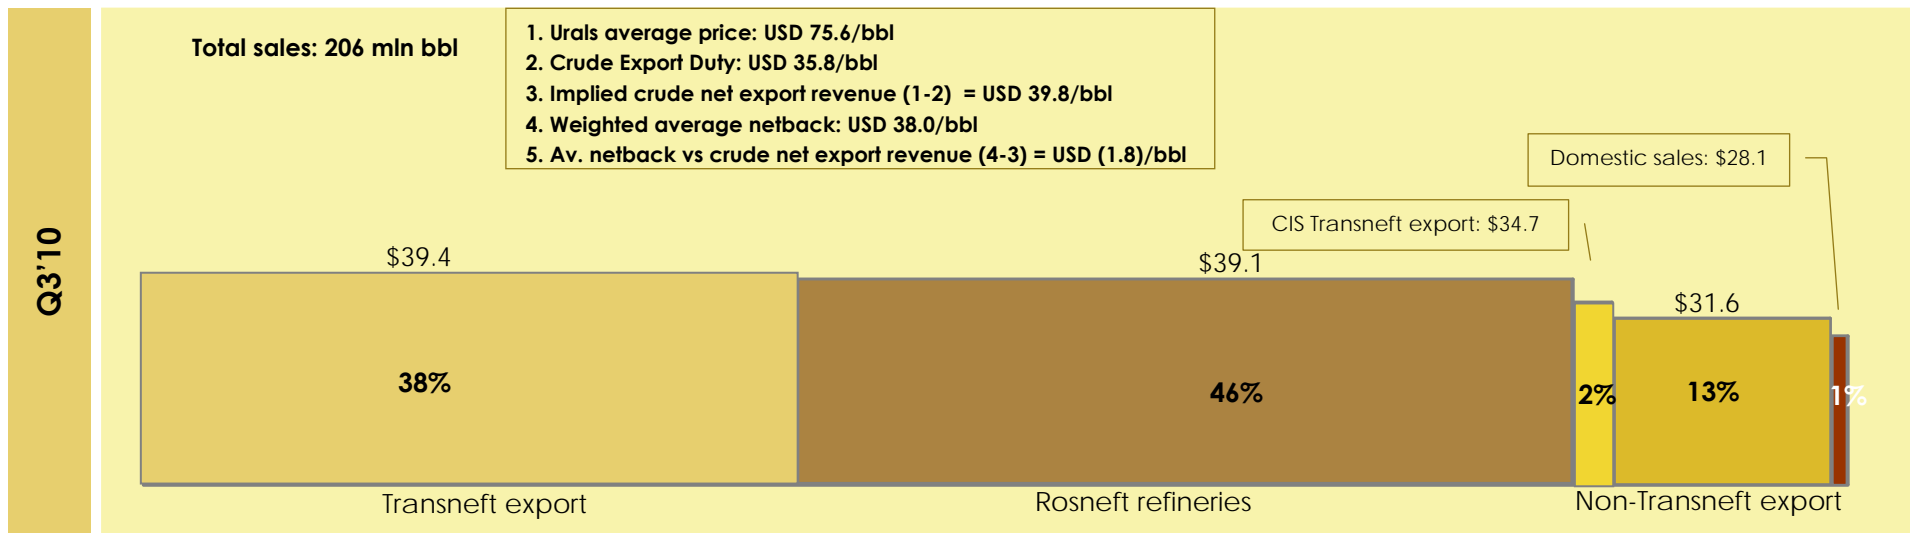 Q3’10
Total sales: 206 mln bbl
1. Urals average price: USD 75.6/bbl
2. Crude Export Duty: USD 35.8/bbl
3. Implied crude net export revenue (1-2)  = USD 39.8/bbl
4. Weighted average netback: USD 38.0/bbl
5. Av. netback vs crude net export revenue (4-3) = USD (1.8)/bbl
Domestic sales: $28.1
CIS Transneft export: $34.7
$39.4
$39.1
$31.6
38%
46%
2%
13%
1%
Transneft export
Rosneft refineries
Non-Transneft export